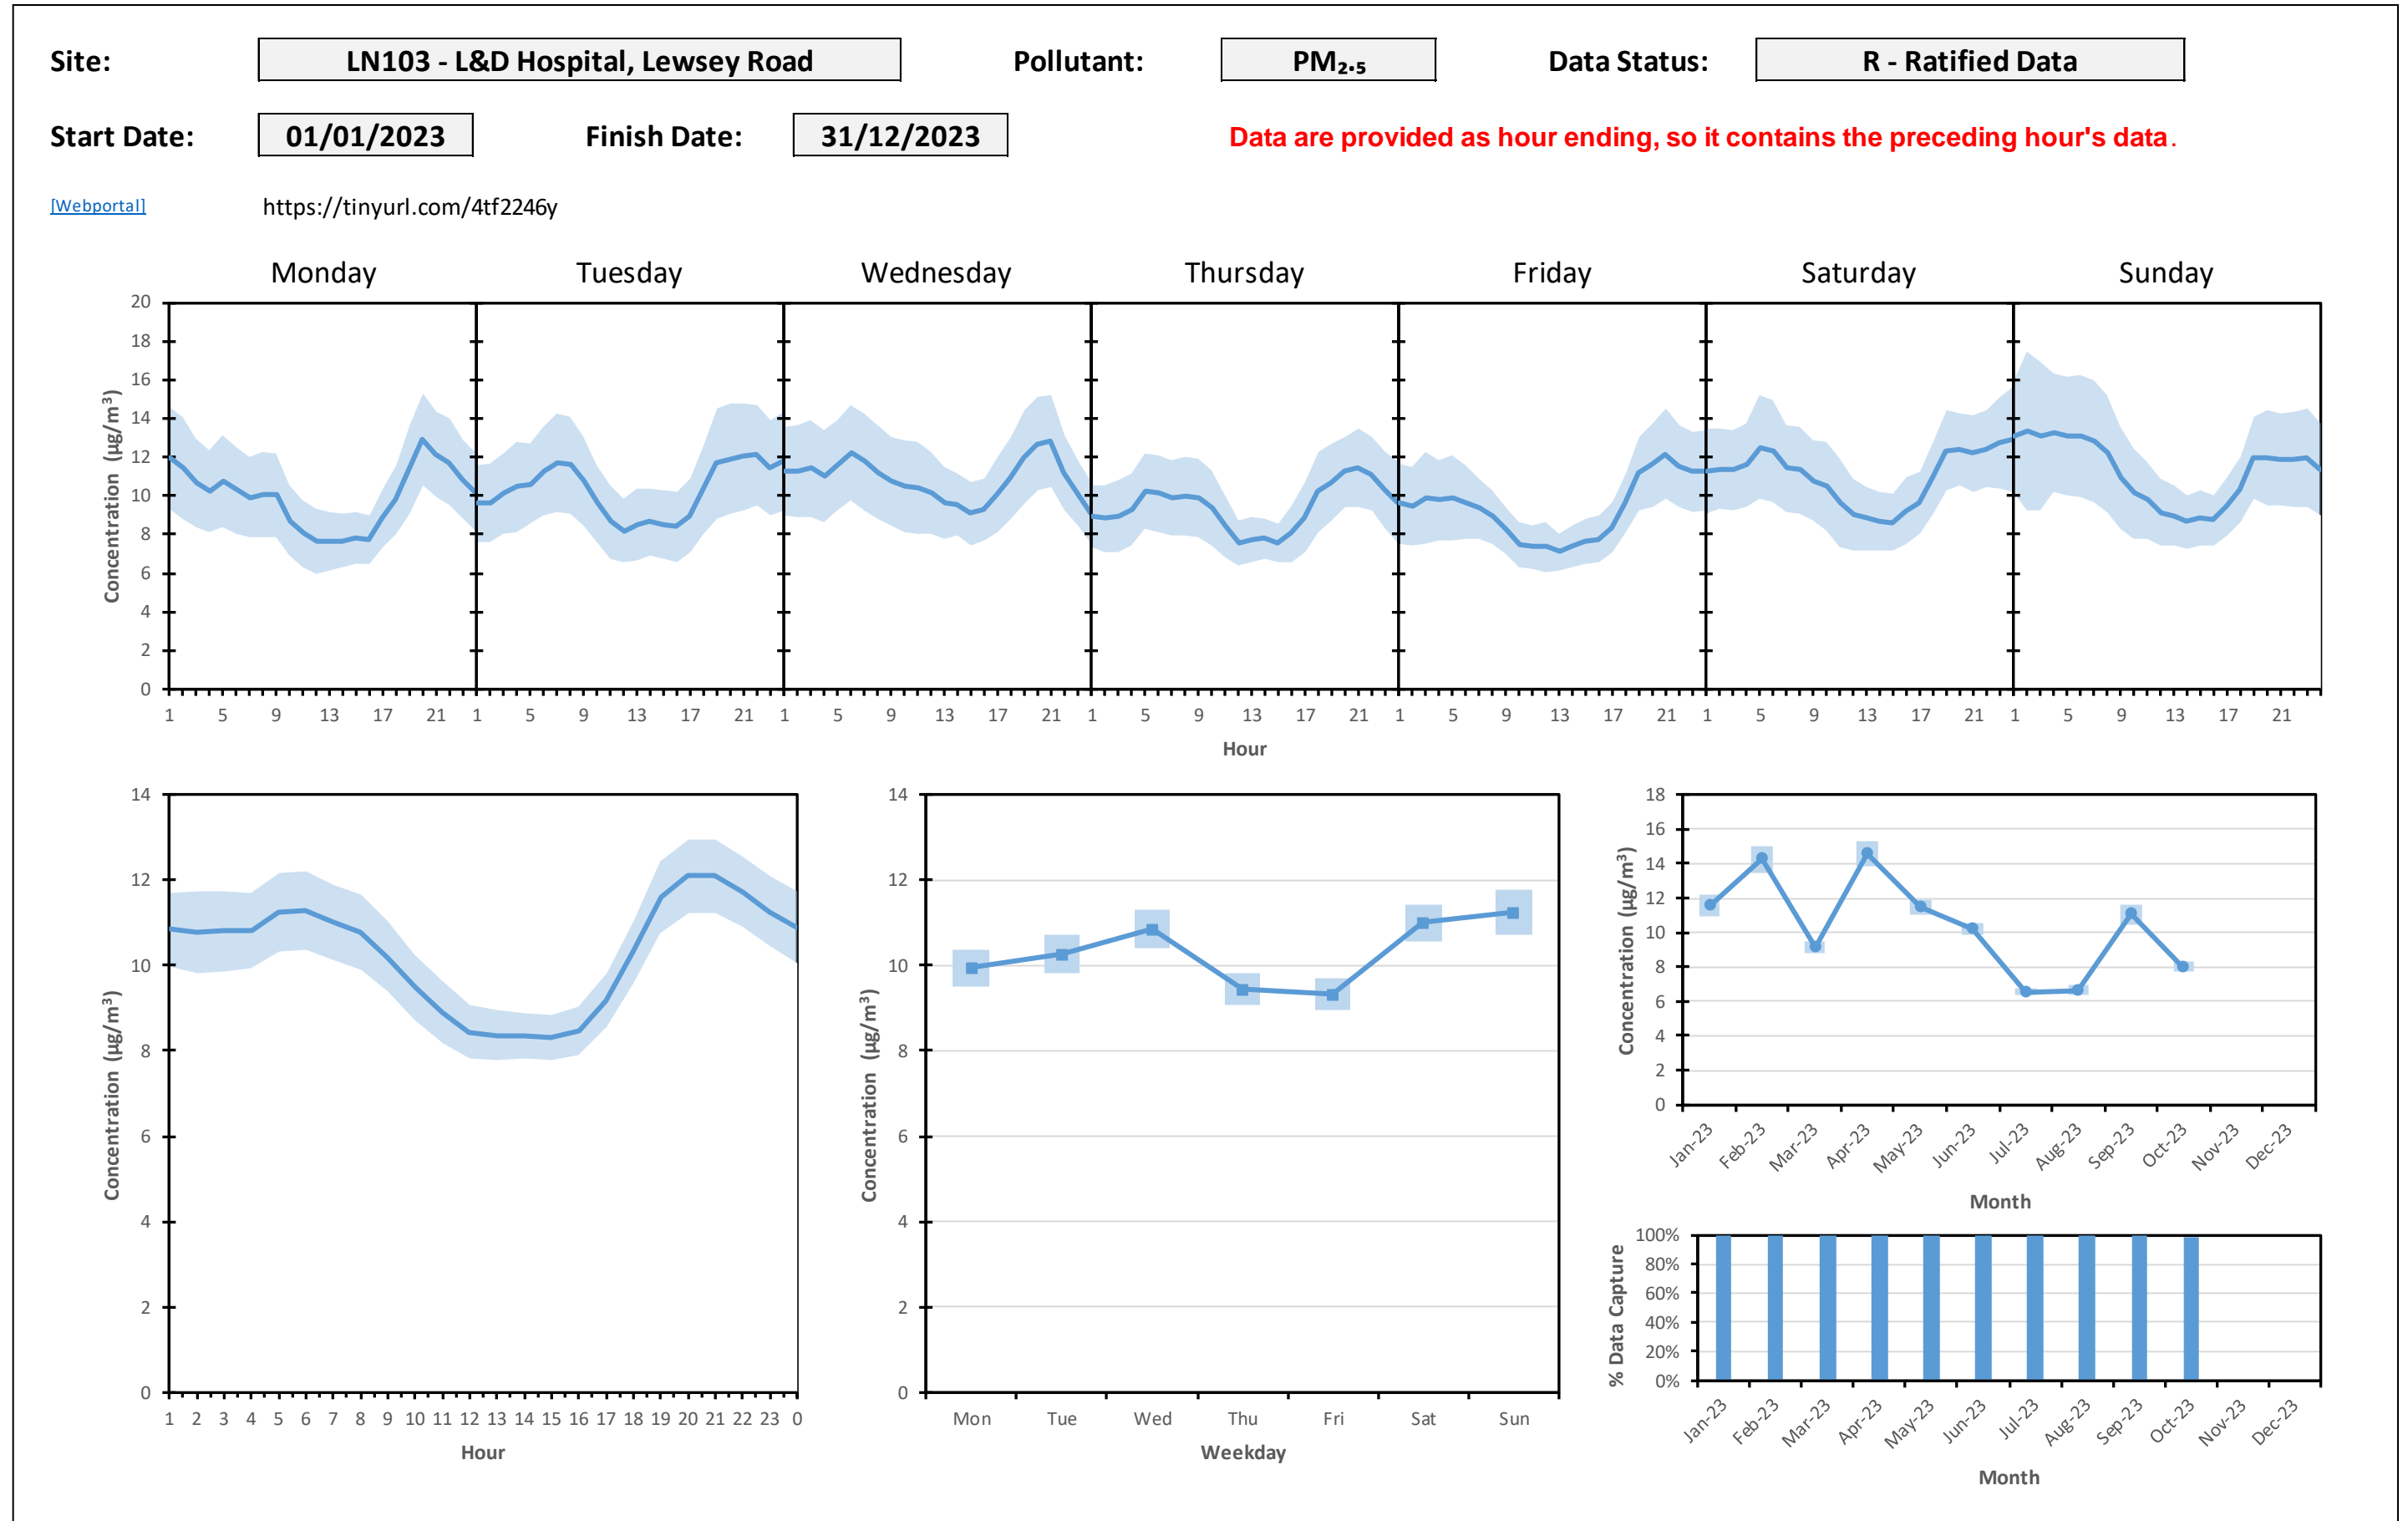 Site: LN103 - L&D Hospital, Lewsey Road Pollutant: PM₂.₅ Data Status: R - Ratified Data
Start Date: 01/01/2023 Finish Date: 31/12/2023 Data are provided as hour ending, so it contains the preceding hour's data.
[Webportal] https://tinyurl.com/4tf2246y
Monday Tuesday Wednesday Thursday Friday Saturday Sunday
Concentration (µg/m³)
20
18
16
14
12
10
8
6
4
2
0
1 5 9 13 17 21 1 5 9 13 17 21 1 5 9 13 17 21 1 5 9 13 17 21 1 5 9 13 17 21 1 5 9 13 17 21 1 5 9 13 17 21
Hour
Concentration (µg/m³)
14
12
10
8
6
4
2
0
1 2 3 4 5 6 7 8 9 10 11 12 13 14 15 16 17 18 19 20 21 22 23 0
Hour
Concentration (µg/m³)
14
12
10
8
6
4
2
0
Mon Tue Wed Thu Fri Sat Sun
Weekday
Concentration (µg/m³)
18
16
14
12
10
8
6
4
2
0
Jan-23 Feb-23 Mar-23 Apr-23 May-23 Jun-23 Jul-23 Aug-23 Sep-23 Oct-23 Nov-23 Dec-23
Month
% Data Capture
100%
80%
60%
40%
20%
0%
Jan-23 Feb-23 Mar-23 Apr-23 May-23 Jun-23 Jul-23 Aug-23 Sep-23 Oct-23 Nov-23 Dec-23
Month